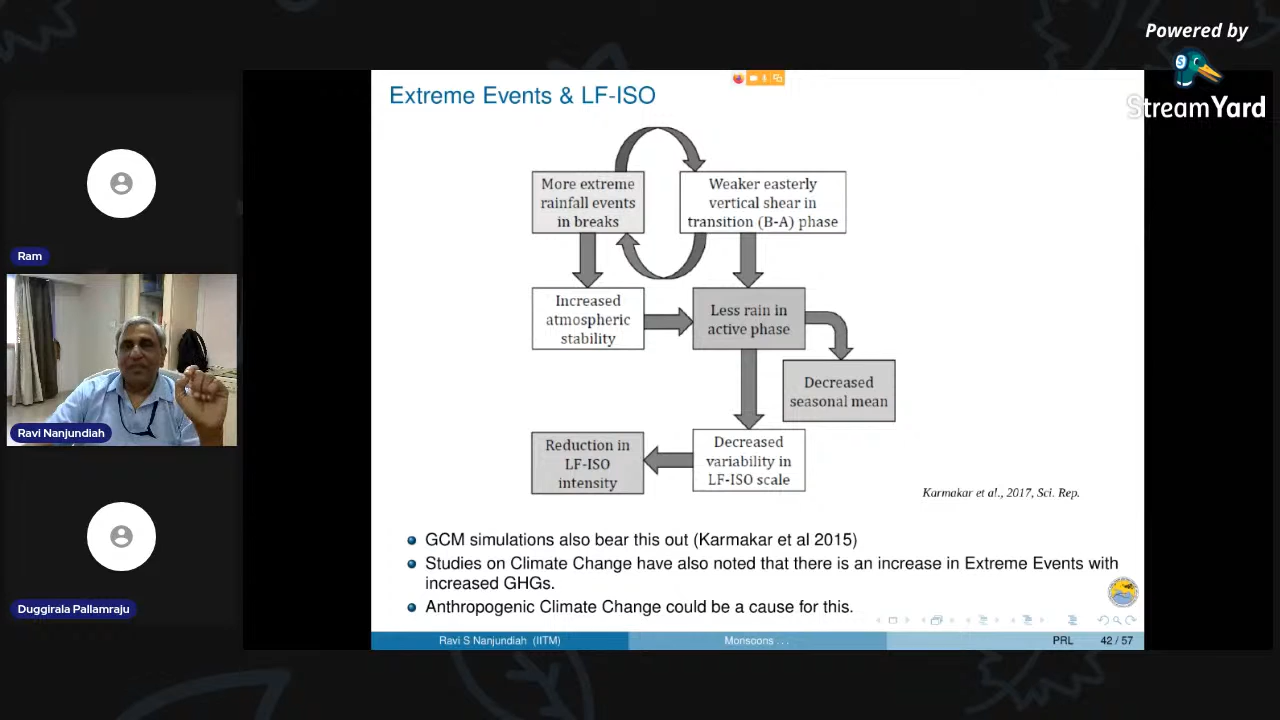 Powered by
StreamYard
Extreme Events & LF-ISO
More extreme
rainfall events
in breaks
Weaker easterly
vertical shear in
transition (B-A) phase
Increased
atmospheric
stability
Less rain in
active phase
Decreased
seasonal mean
Reduction in
LF-ISO
intensity
Decreased
variability in
LF-ISO scale
Karmakar et al., 2017, Sci. Rep.
GCM simulations also bear this out (Karmakar et al 2015)
Studies on Climate Change have also noted that there is an increase in Extreme Events with
increased GHGs.
Anthropogenic Climate Change could be a cause for this.
Ravi S Nanjundiah (IITM)
Monsoons ...
PRL
42 / 57
Ram
Ravi Nanjundiah
Duggirala Pallamraju